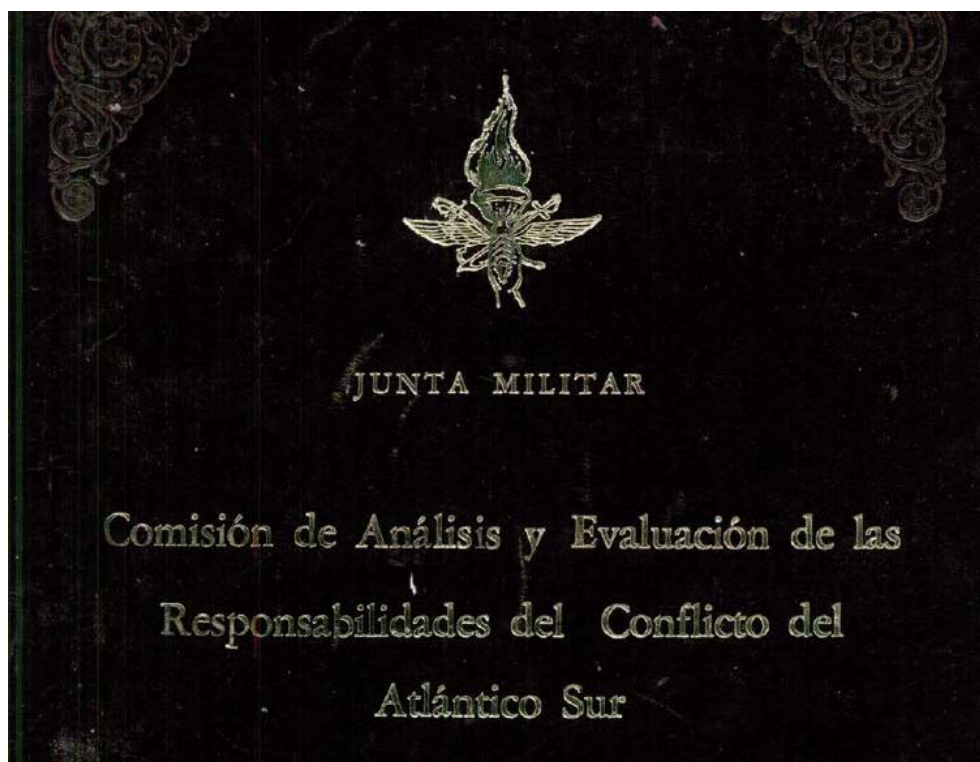 JUNTA MILITAR
Comisión de Análisis y Evaluación de las
Responsabilidades del Conflicto del
Atlántico Sur